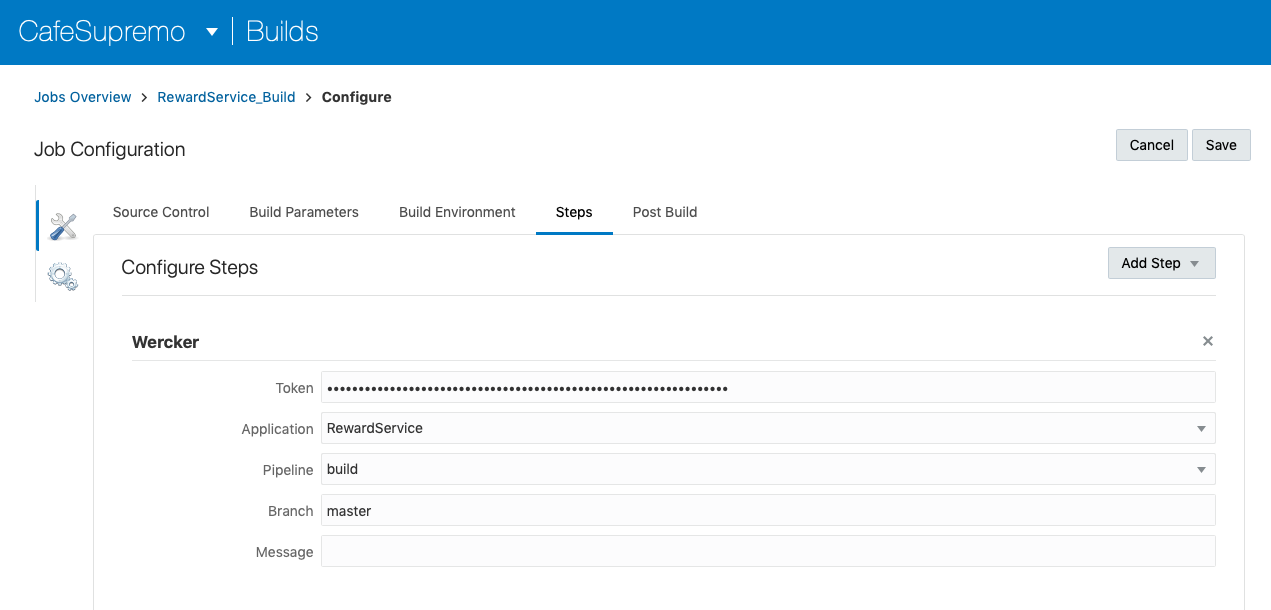 CafeSupremo Builds
Jobs Overview > RewardService_Build > Configure
Job Configuration
Cancel Save
Source Control Build Parameters Build Environment Steps Post Build
Configure Steps
Add Step
Wercker
Token
Application RewardService
Pipeline build
Branch master
Message